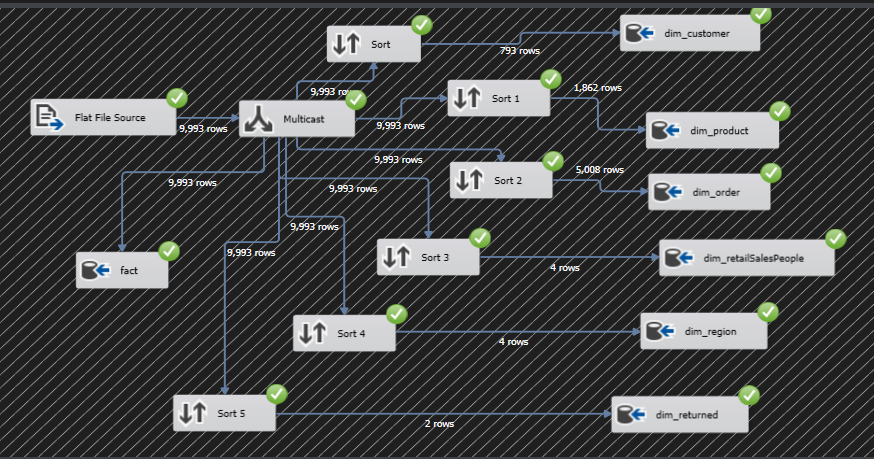 Sort
793 rows
dim_customer
9,993 rows
Sort 1
1,862 rows
Flat File Source
9,993 rows
Multicast
9,993 rows
dim_product
9,993 rows
Sort 2
5,008 rows
dim_order
9,993 rows
9,993 rows
9,993 rows
9,993 rows
fact
Sort 3
4 rows
dim_retailSalesPeople
Sort 4
4 rows
dim_region
Sort 5
2 rows
dim_returned